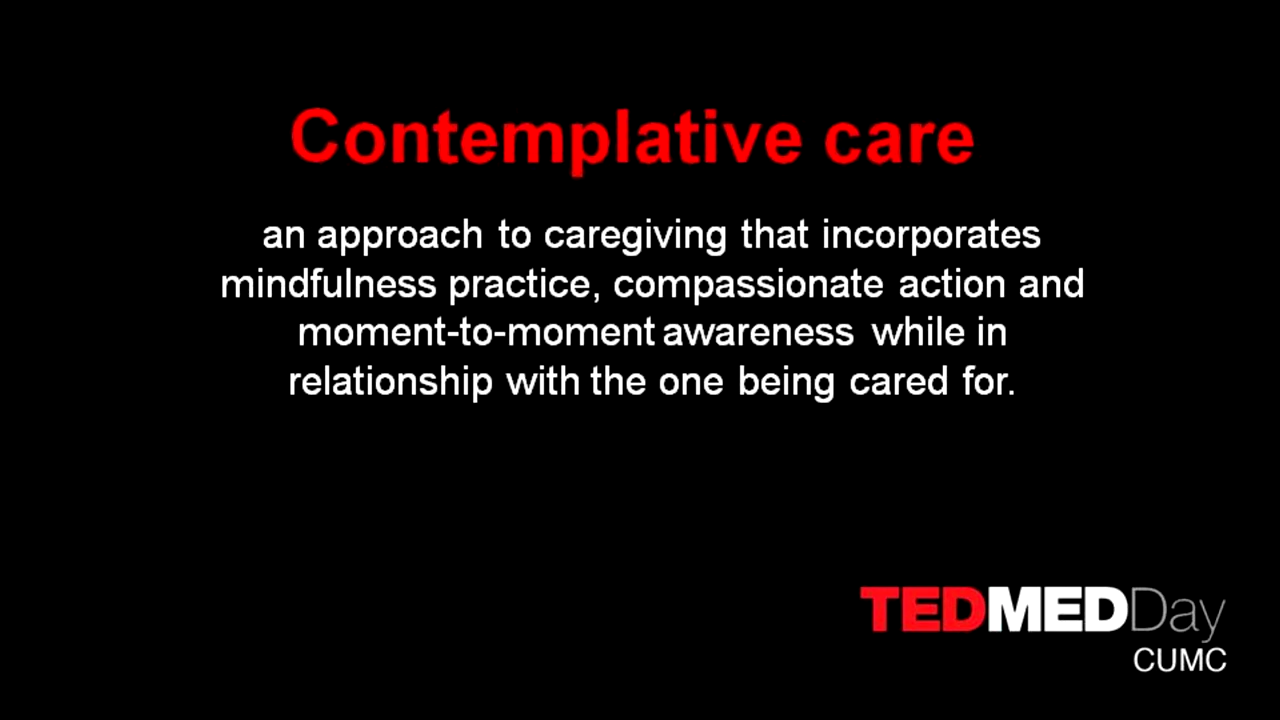 Contemplative care
an approach to caregiving that incorporates
mindfulness practice, compassionate action and
moment-to-moment awareness while in
relationship with the one being cared for.
TEDMEDDay
CUMC